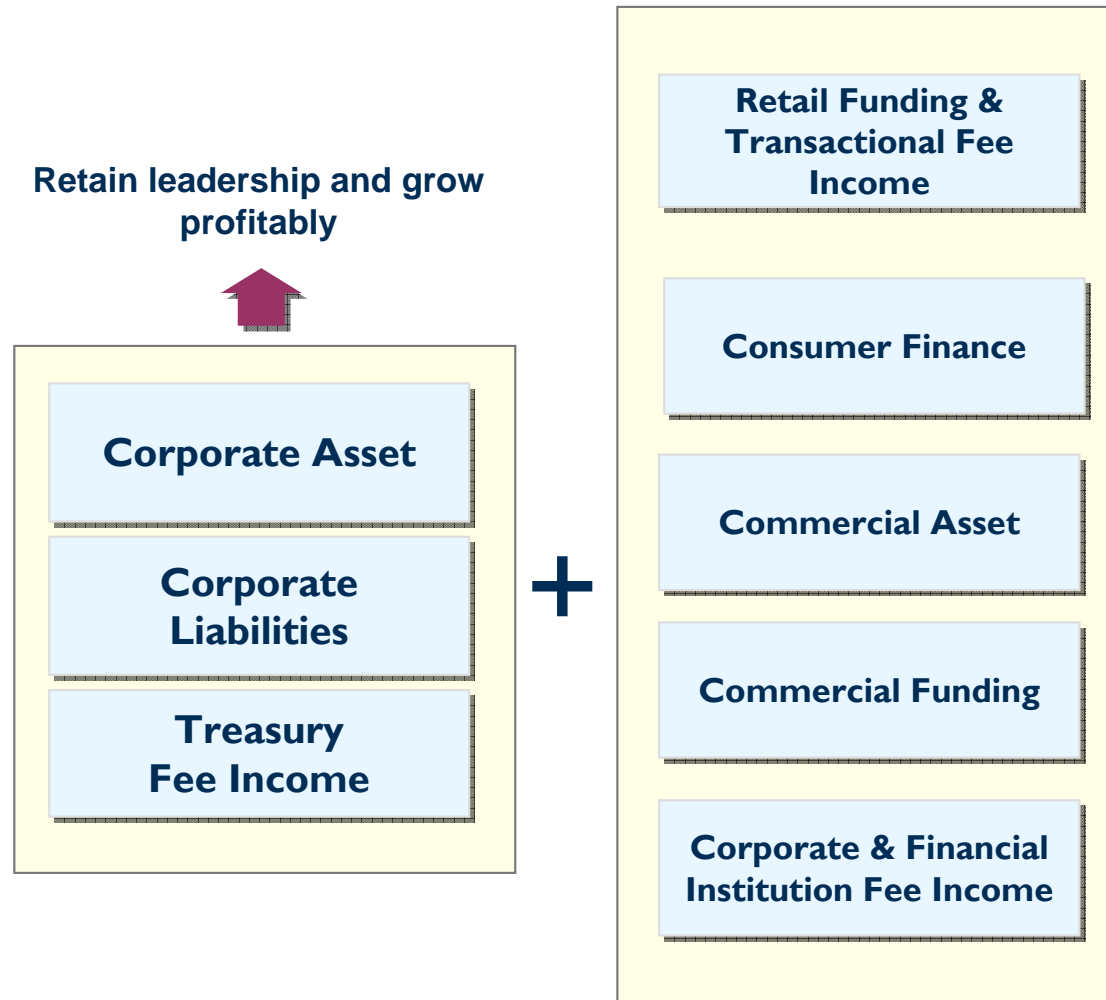 Retain leadership and grow
profitably
Corporate Asset
Corporate
Liabilities
Treasury
Fee Income
+
Retail Funding &
Transactional Fee
Income
Consumer Finance
Commercial Asset
Commercial Funding
Corporate & Financial
Institution Fee Income